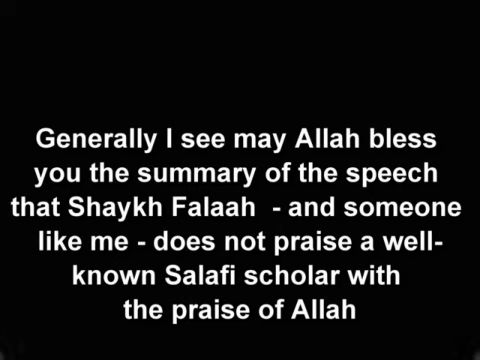 Generally I see may Allah bless
you the summary of the speech
that Shaykh Falaah - and someone
like me - does not praise a well-
known Salafi scholar with
the praise of Allah